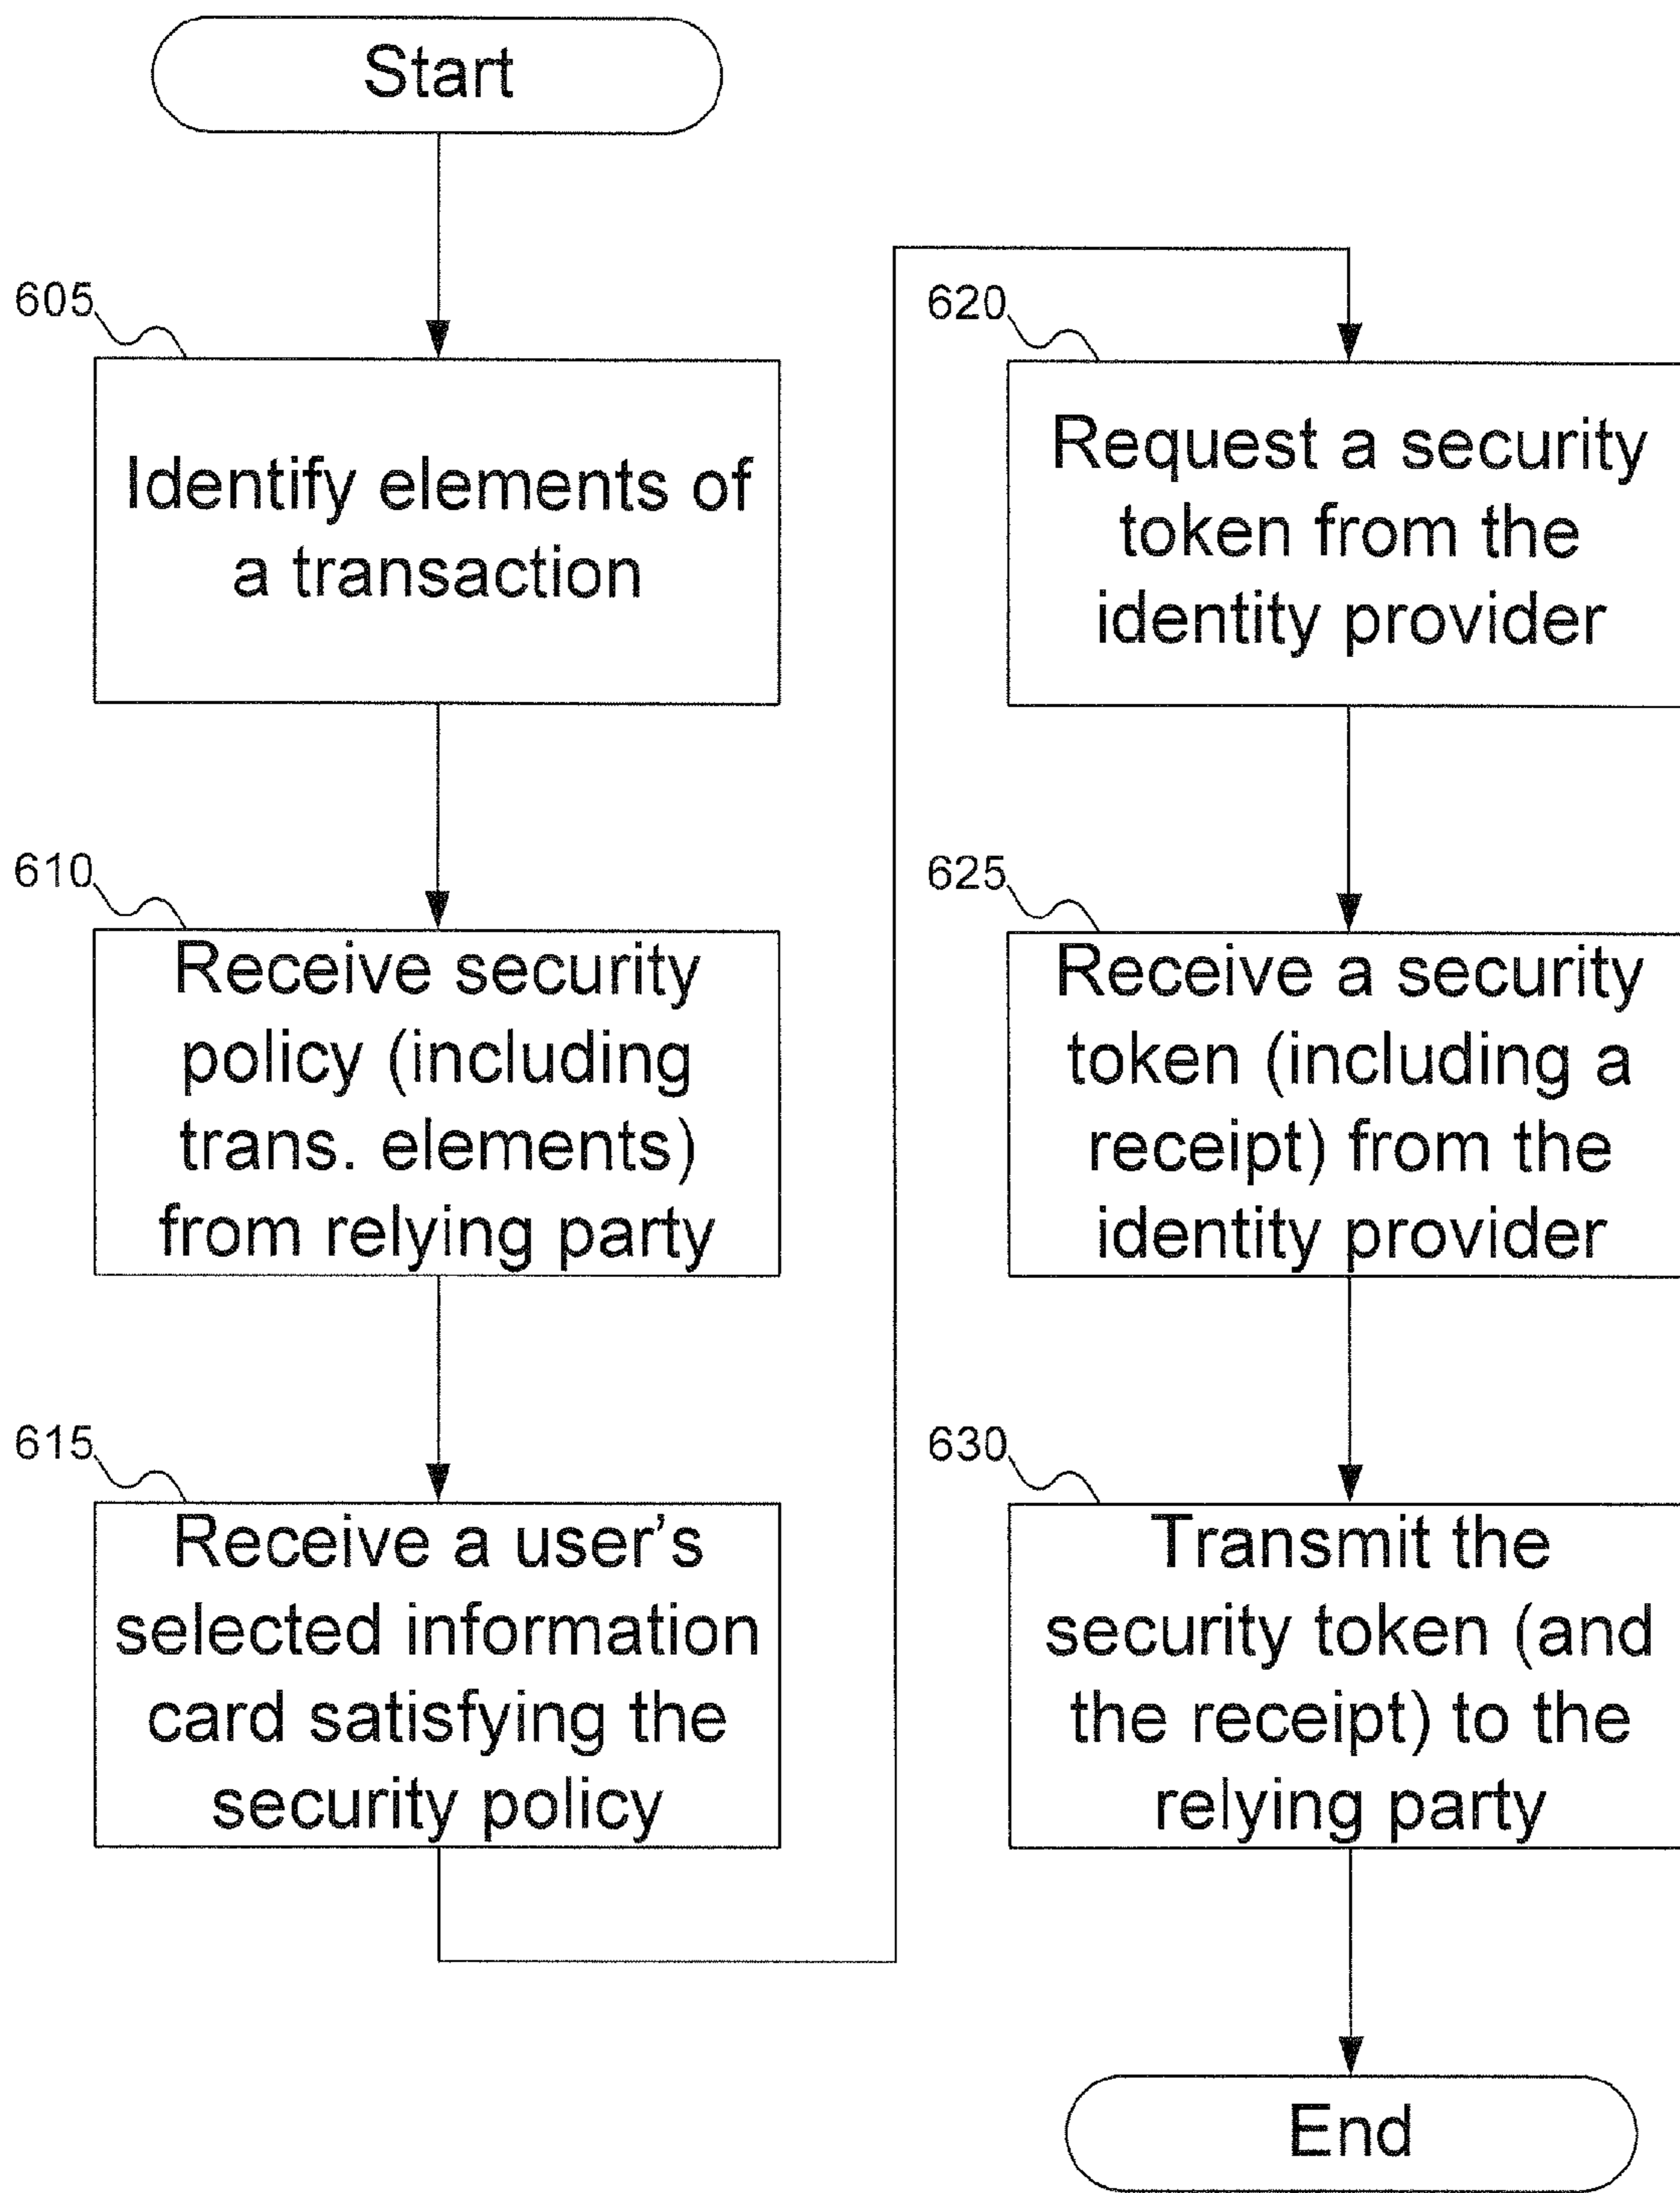 Start
605
Identify elements of
a transaction
610
Receive security
policy (including
trans. elements)
from relying party
615
Receive a user's
selected information
card satisfying the
security policy
620
Request a security
token from the
identity provider
625
Receive a security
token (including a
receipt) from the
identity provider
630
Transmit the
security token (and
the receipt) to the
relying party
End